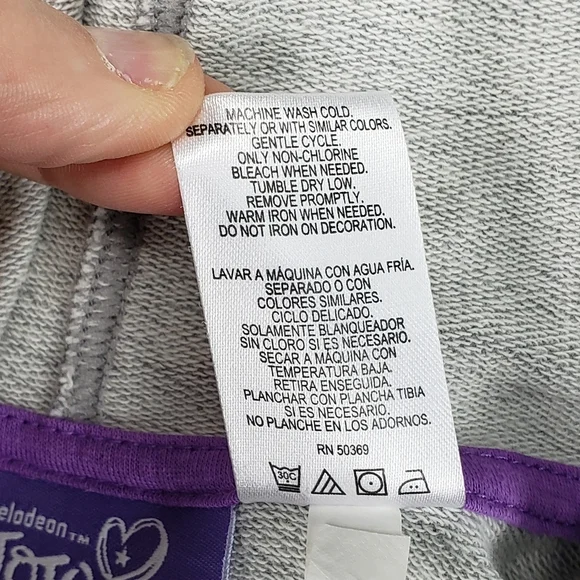 MACHINE WASH COLD.
SEPARATELY OR WITH SIMILAR COLORS.
GENTLE CYCLE.
ONLY NON-CHLORINE
BLEACH WHEN NEEDED.
TUMBLE DRY LOW.
REMOVE PROMPTLY.
WARM IRON WHEN NEEDED.
DO NOT IRON ON DECORATION.
LAVAR A MÁQUINA CON AGUA FRÍA.
SEPARADO O CON
COLORES SIMILARES.
CICLO DELICADO.
SOLAMENTE BLANQUEADOR
SIN CLORO SI ES NECESARIO.
SECAR A MÁQUINA CON
TEMPERATURA BAJA.
RETIRA ENSEGUIDA.
PLANCHAR CON PLANCHA TIBIA
SI ES NECESARIO.
NO PLANCHE EN LOS ADORNOS.
RN 50369
30C
elodeon™